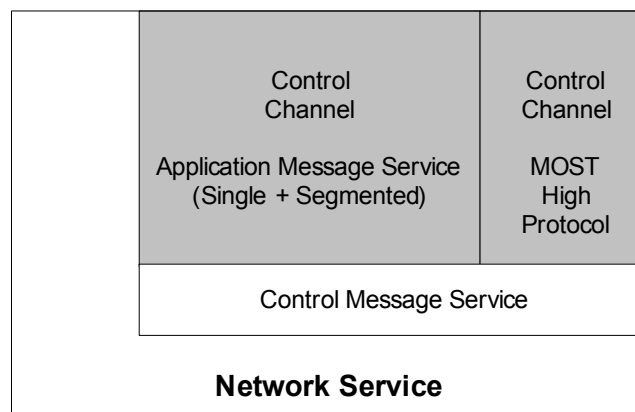 Control
Channel
Application Message Service
(Single + Segmented)
Control
Channel
MOST
High
Protocol
Control Message Service
Network Service